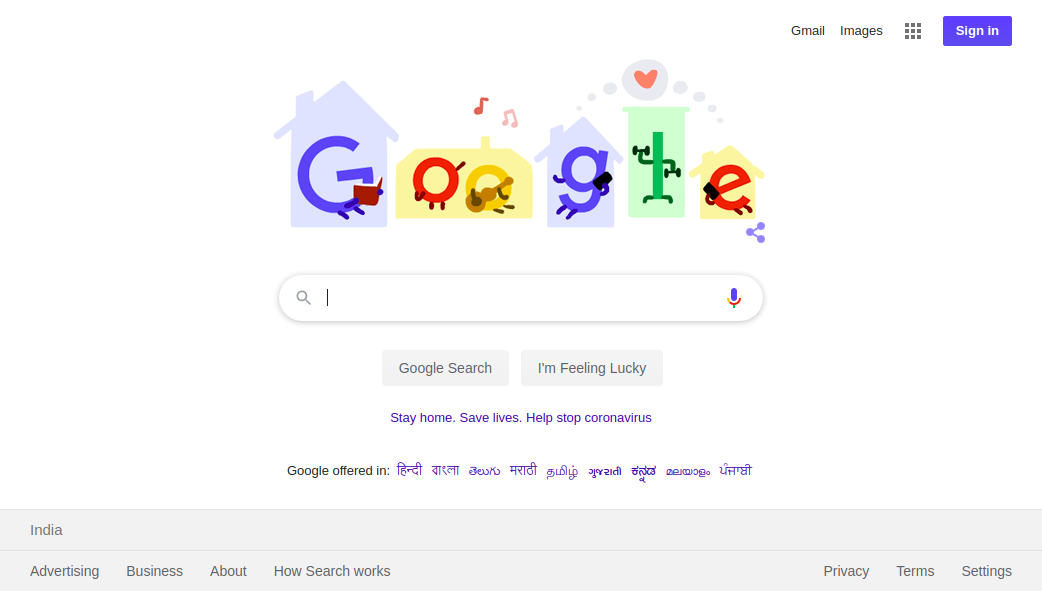 Gmail Images Sign in
Google
Google Search I'm Feeling Lucky
Stay home. Save lives. Help stop coronavirus
Google offered in: हिन्दी বাংলা తెలుగు मराठी தமிழ் ગુજરાતી ಕನ್ನಡ മലയാളം ਪੰਜਾਬੀ
India
Advertising Business About How Search works Privacy Terms Settings